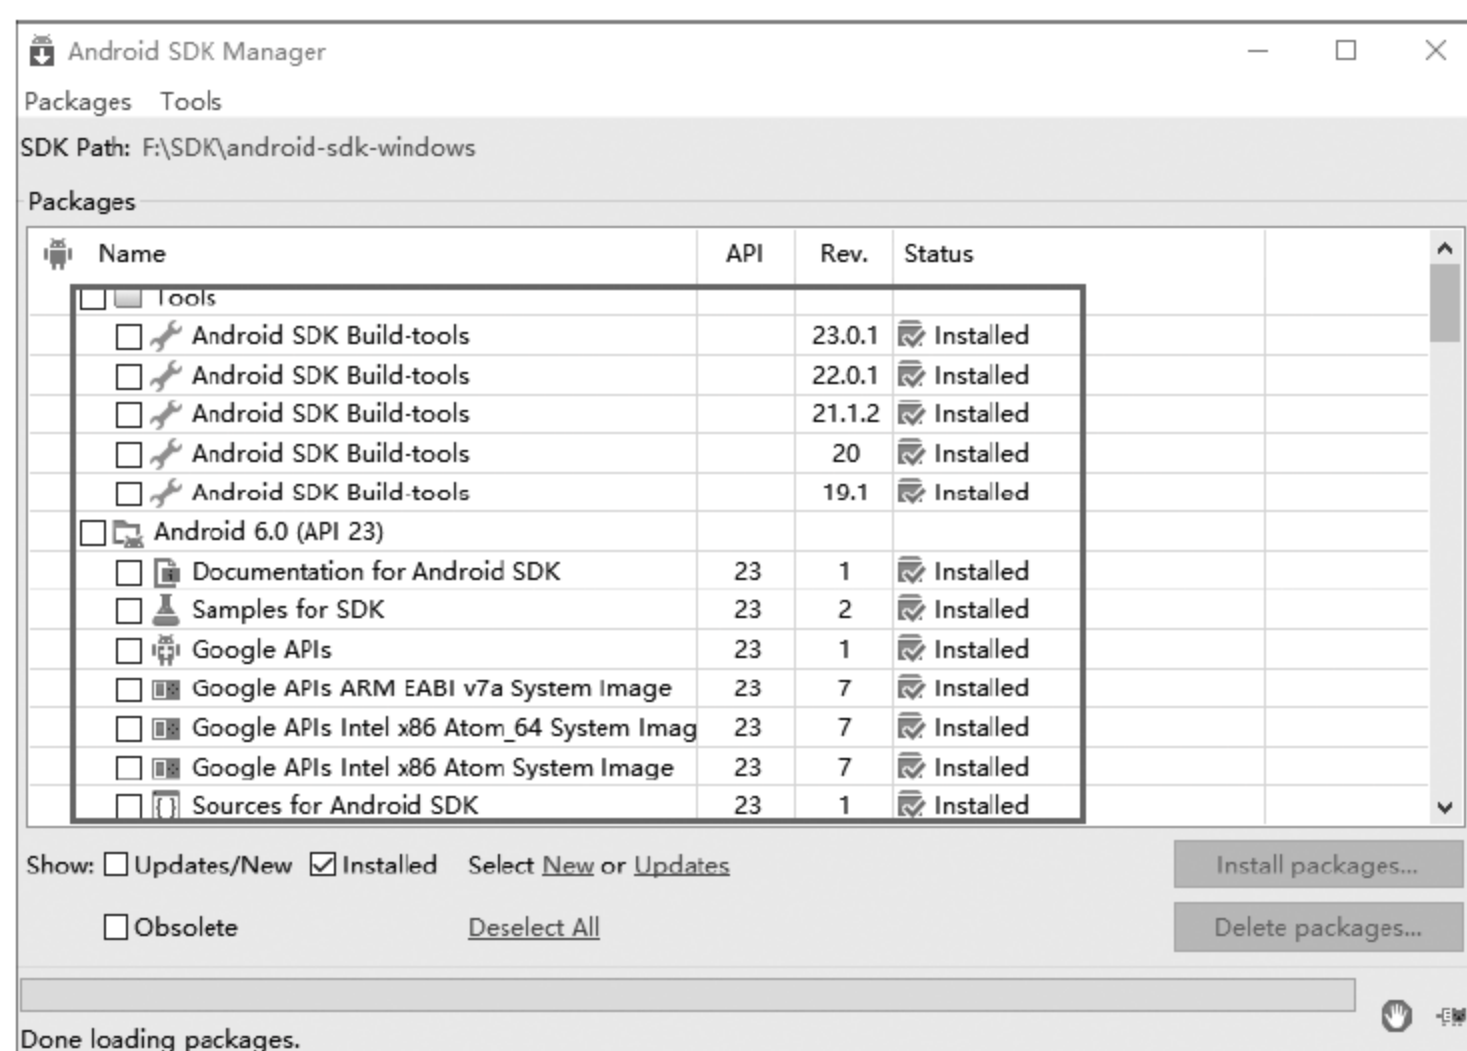 Android SDK Manager
Packages Tools
SDK Path: F:\SDK\android-sdk-windows
Packages
Name API Rev. Status
Tools
Android SDK Build-tools 23.0.1 Installed
Android SDK Build-tools 22.0.1 Installed
Android SDK Build-tools 21.1.2 Installed
Android SDK Build-tools 20 Installed
Android SDK Build-tools 19.1 Installed
Android 6.0 (API 23)
Documentation for Android SDK 23 1 Installed
Samples for SDK 23 2 Installed
Google APIs 23 1 Installed
Google APIs ARM EABI v7a System Image 23 7 Installed
Google APIs Intel x86 Atom_64 System Imag 23 7 Installed
Google APIs Intel x86 Atom System Image 23 7 Installed
Sources for Android SDK 23 1 Installed
Show: Updates/New Installed Select New or Updates Install packages...
Obsolete Deselect All Delete packages...
Done loading packages.